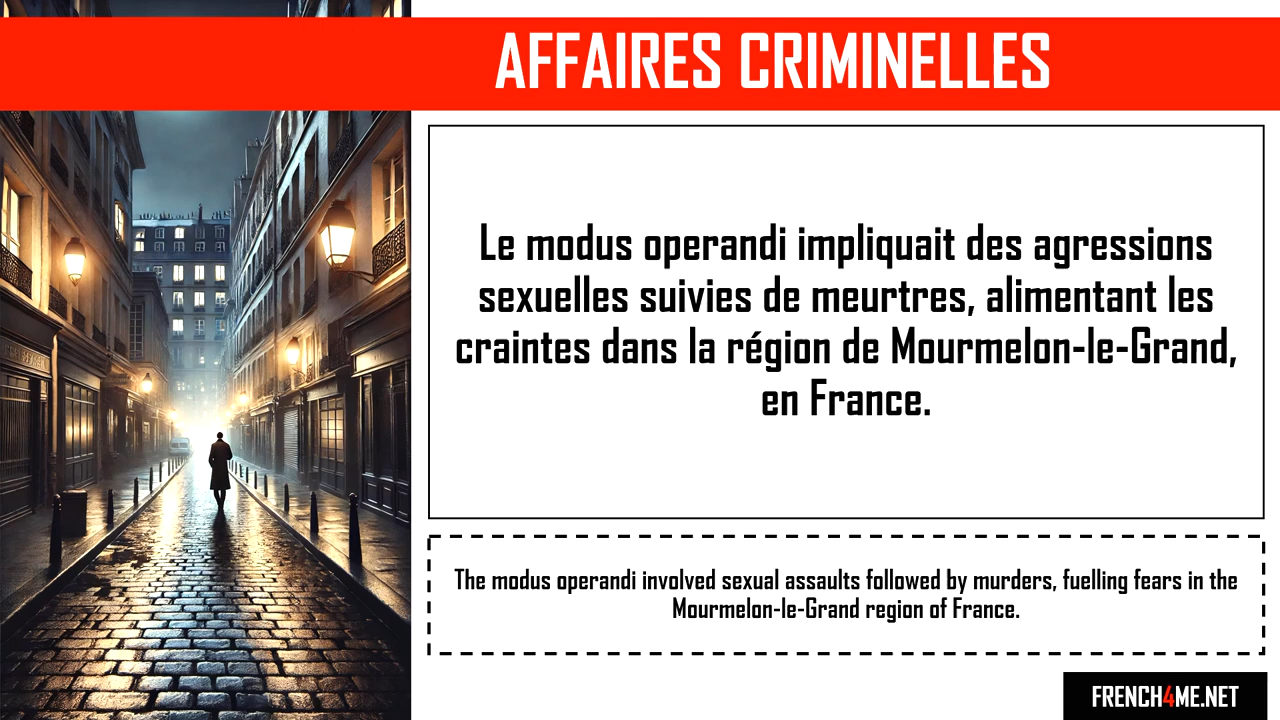 AFFAIRES CRIMINELLES
Le modus operandi impliquait des agressions
sexuelles suivies de meurtres, alimentant les
craintes dans la région de Mourmelon-le-Grand,
en France.
The modus operandi involved sexual assaults followed by murders, fuelling fears in the
Mourmelon-le-Grand region of France.
FRENCH4ME.NET